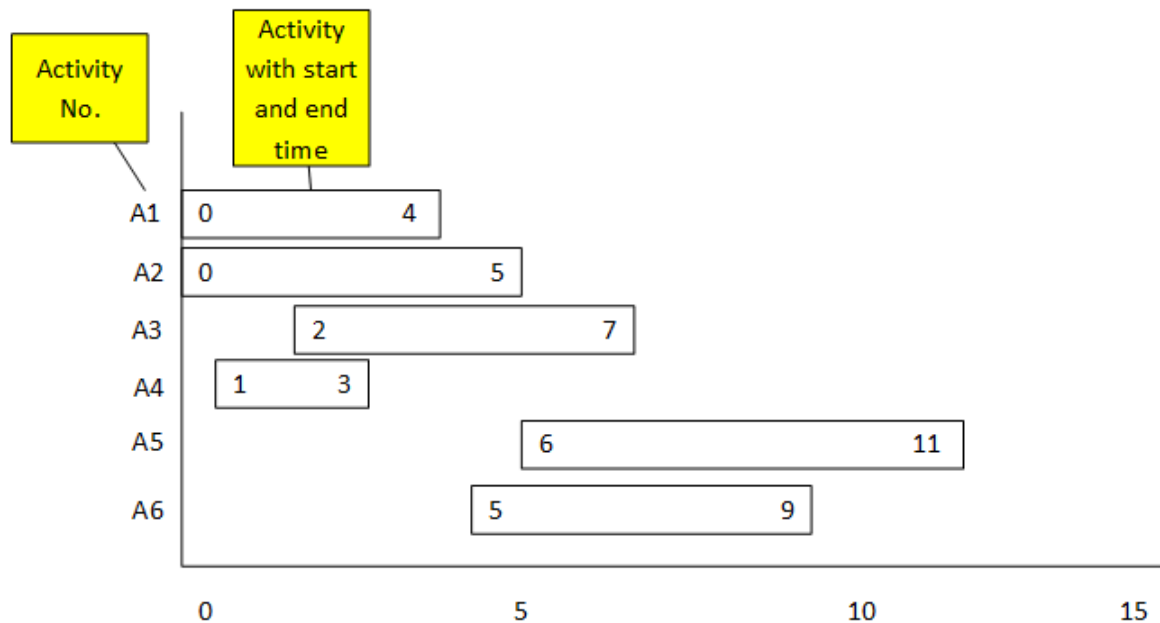 Activity
No.
Activity
with start
and end
time
A1 0 4
A2 0 5
A3 2 7
A4 1 3
A5 6 11
A6 5 9
0 5 10 15